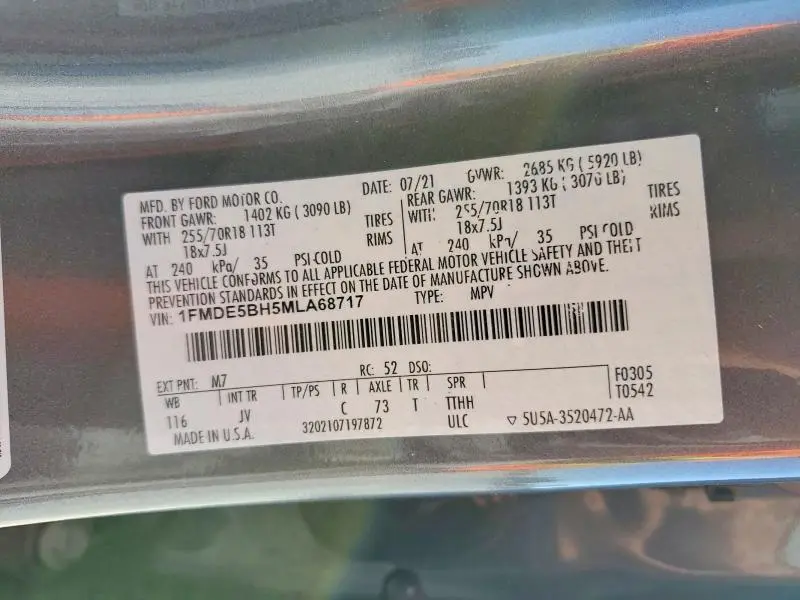 MFD. BY FORD MOTOR CO. DATE: 07/21 GVWR: 2685 KG ( 5920 LB)
FRONT GAWR: 1402 KG ( 3090 LB) REAR GAWR: 1393 KG ( 3070 LB)
WITH 255/70R18 113T TIRES WITH: 255/70R18 113T TIRES
18x7.5J RIMS 18x7.5J RIMS
AT 240 kPa/ 35 PSI COLD AT 240 kPa/ 35 PSI COLD
THIS VEHICLE CONFORMS TO ALL APPLICABLE FEDERAL MOTOR VEHICLE SAFETY AND THEFT
PREVENTION STANDARDS IN EFFECT ON THE DATE OF MANUFACTURE SHOWN ABOVE.
VIN: 1FMDE5BH5MLA68717 TYPE: MPV
EXT PNT: M7 RC: 52 DSO:
WB INT TR TP/PS R AXLE TR SPR F0305
116 JV C 73 T TTHH T0542
MADE IN U.S.A. 3202107197872 ULC ▽ 5U5A-3520472-AA